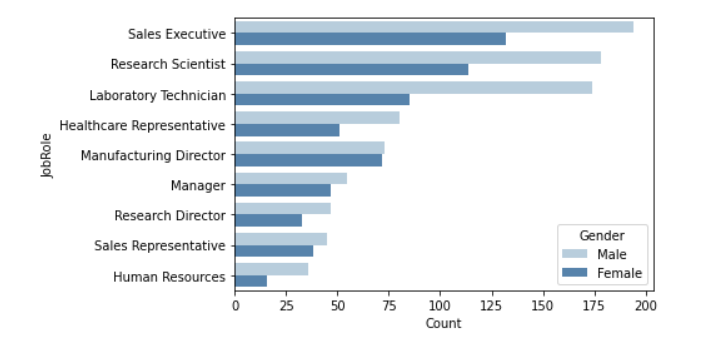 Sales Executive
Research Scientist
Laboratory Technician
Healthcare Representative
Manufacturing Director
Manager
Research Director
Sales Representative
Human Resources
JobRole
0 25 50 75 100 125 150 175 200
Count
Gender
Male
Female